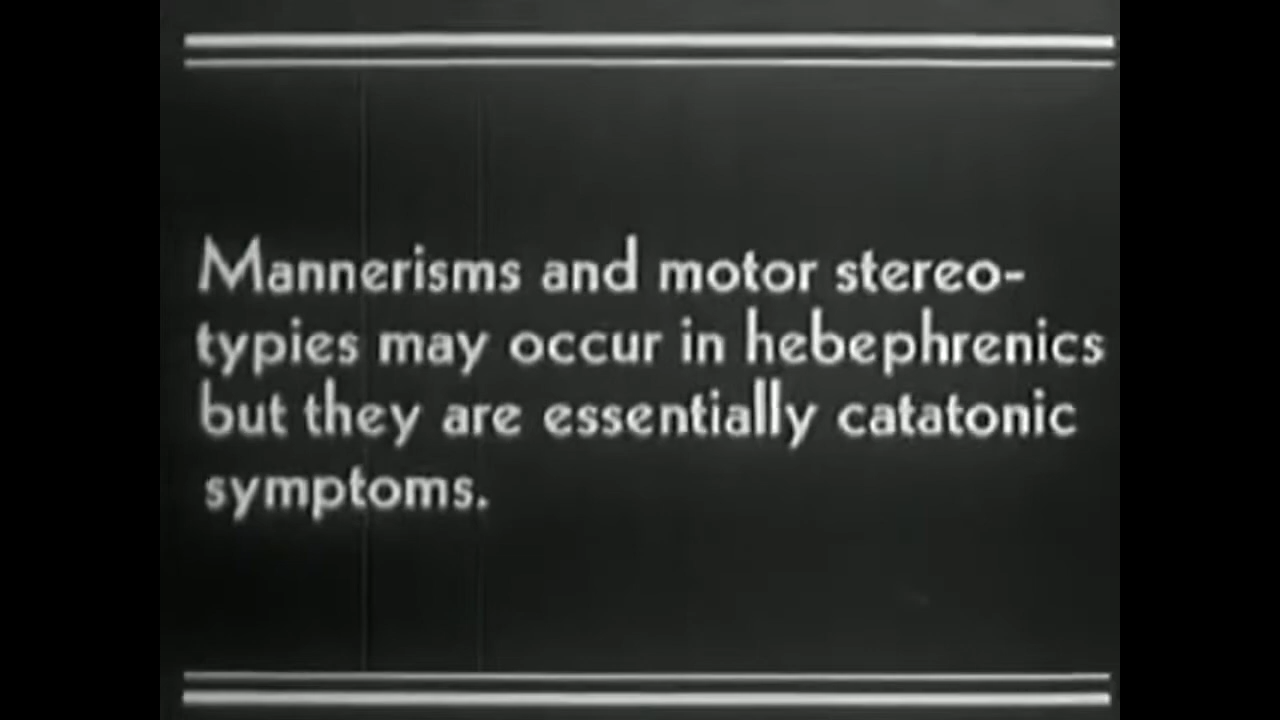 Mannerisms and motor stereo-
typies may occur in hebephrenics
but they are essentially catatonic
symptoms.